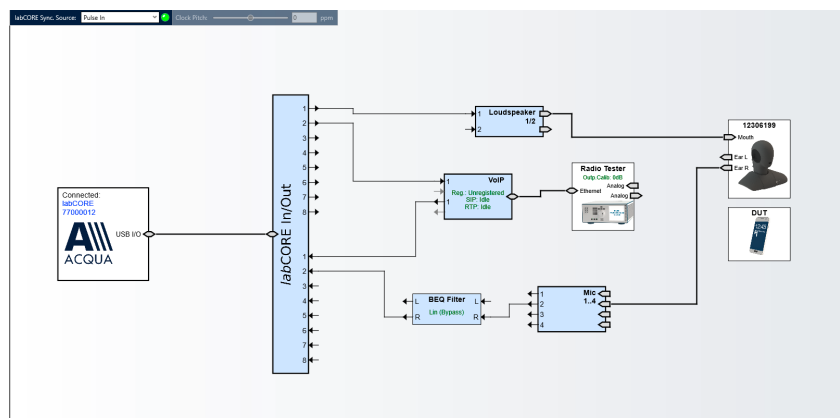 labCORE Sync. Source: Pulse In Clock Pitch: 0 ppm
Connected:
labCORE
77000012
USB I/O
ACQUA
labCORE In/Out
1
2
3
4
5
6
7
8
1
2
3
4
5
6
7
8
Loudspeaker
1/2
1
2
VoIP
1
Reg.: Unregistered
SIP: Idle
RTP: Idle
1
Radio Tester
Outp Calib: 0dB
Analog
Ethernet
Analog
12306199
Mouth
Ear L
Ear R
DUT
BEQ Filter
L L
Lin (Bypass)
R R
Mic
1..4
1
2
3
4